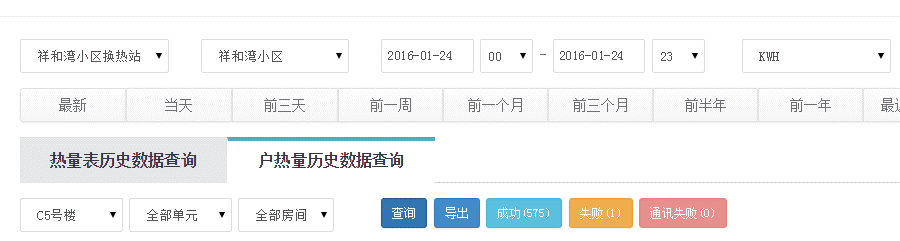 祥和湾小区换热站 祥和湾小区 2016-01-24 00 - 2016-01-24 23 KWH
最新 当天 前三天 前一周 前一个月 前三个月 前半年 前一年
热量表历史数据查询 户热量历史数据查询
C5号楼 全部单元 全部房间 查询 导出 成功(575) 失败(1) 通讯失败(0)